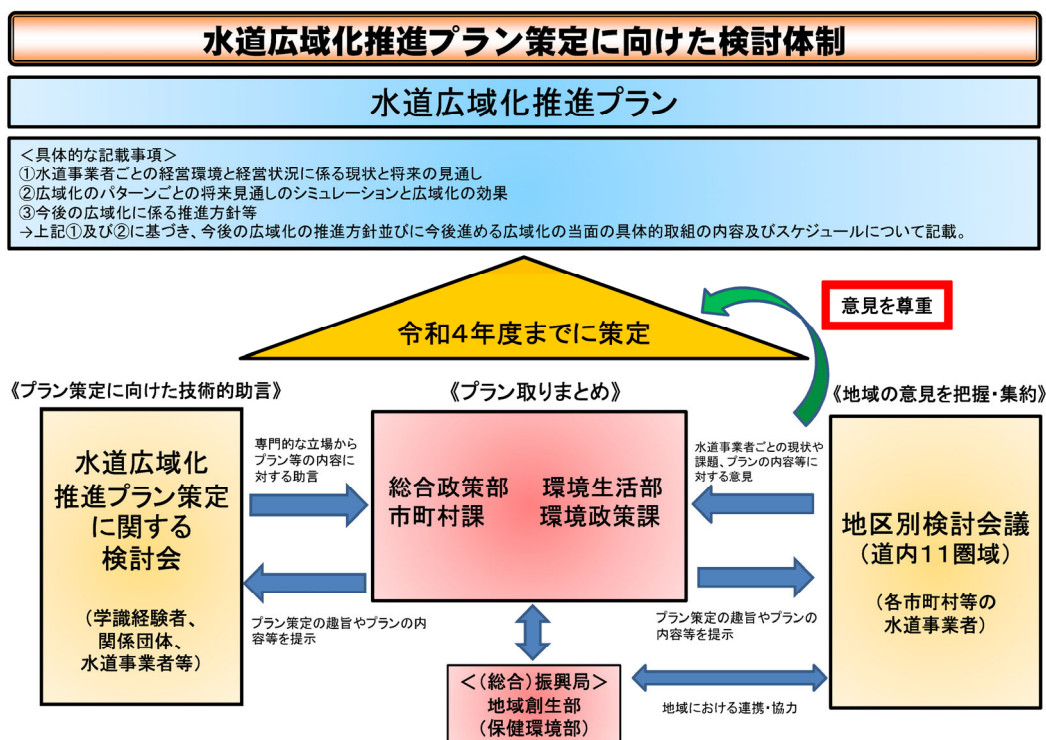 水道広域化推進プラン策定に向けた検討体制
水道広域化推進プラン
＜具体的な記載事項＞
①水道事業者ごとの経営環境と経営状況に係る現状と将来の見通し
②広域化のパターンごとの将来見通しのシミュレーションと広域化の効果
③今後の広域化に係る推進方針等
→上記①及び②に基づき、今後の広域化の推進方針並びに今後進める広域化の当面の具体的取組の内容及びスケジュールについて記載。
意見を尊重
令和４年度までに策定
《プラン策定に向けた技術的助言》
《プラン取りまとめ》
《地域の意見を把握・集約》
水道広域化
推進プラン策定
に関する
検討会
（学識経験者、
関係団体、
水道事業者等）
専門的な立場から
プラン等の内容に
対する助言
プラン策定の趣旨やプランの内
容等を提示
総合政策部　環境生活部
市町村課　環境政策課
水道事業者ごとの現状や
課題、プランの内容等に
対する意見
プラン策定の趣旨やプランの
内容等を提示
地区別検討会議
（道内１１圏域）
（各市町村等の
水道事業者）
＜（総合）振興局＞
地域創生部
（保健環境部）
地域における連携・協力